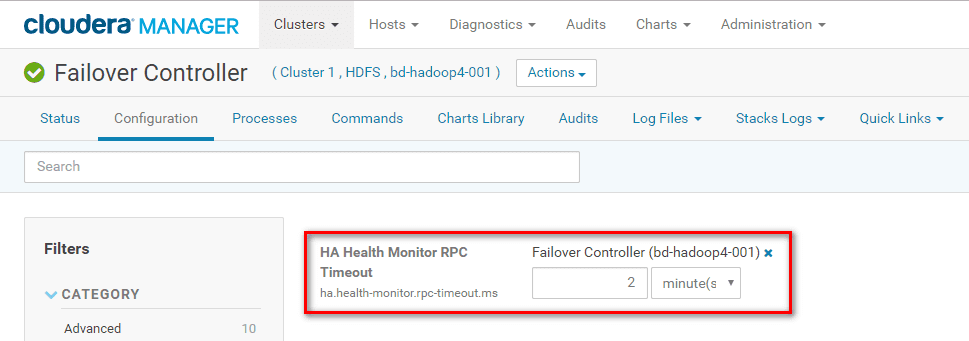 cloudera MANAGER Clusters Hosts Diagnostics Audits Charts Administration
Failover Controller ( Cluster 1 , HDFS , bd-hadoop4-001 ) Actions
Status Configuration Processes Commands Charts Library Audits Log Files Stacks Logs Quick Links
Search
Filters
CATEGORY
Advanced 10
HA Health Monitor RPC
Timeout
ha.health-monitor.rpc-timeout.ms
Failover Controller (bd-hadoop4-001)
2 minute(s